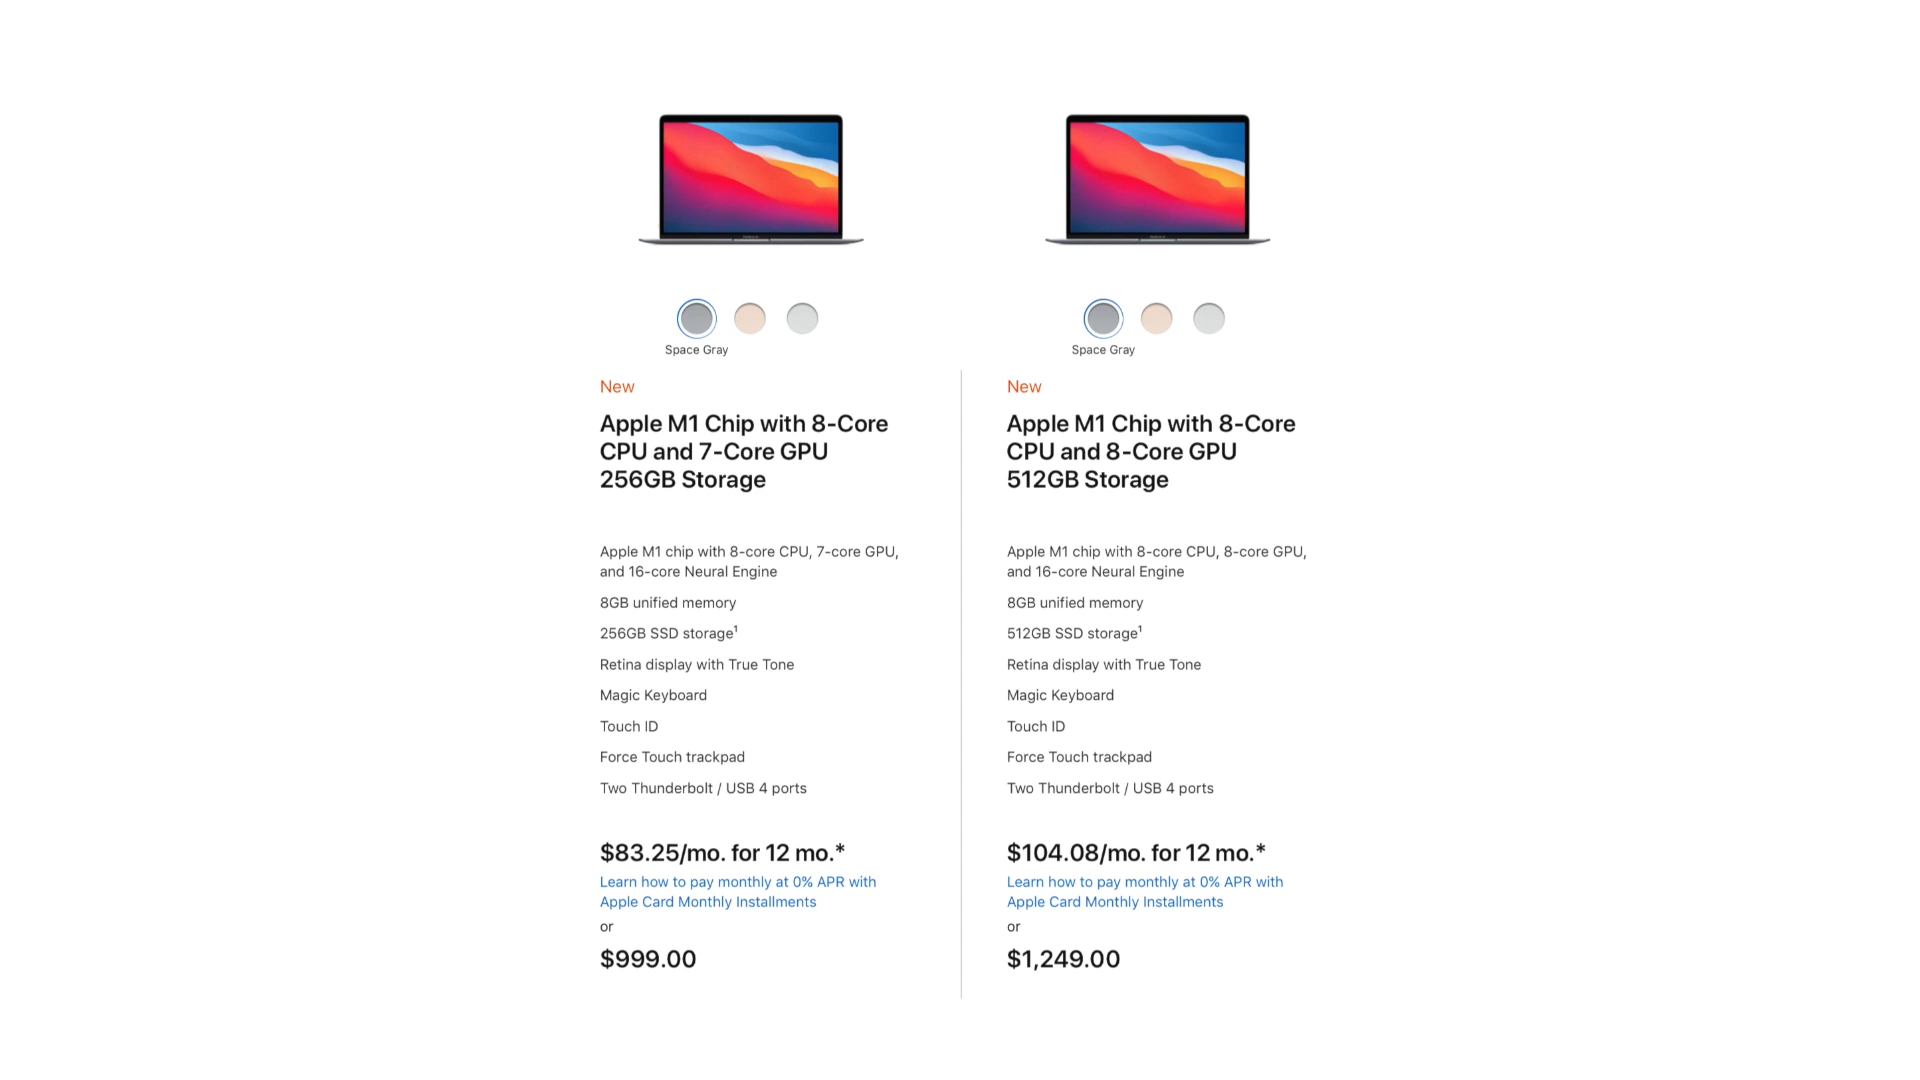 Space Gray
New
Apple M1 Chip with 8-Core
CPU and 7-Core GPU
256GB Storage
Apple M1 chip with 8-core CPU, 7-core GPU,
and 16-core Neural Engine
8GB unified memory
256GB SSD storage¹
Retina display with True Tone
Magic Keyboard
Touch ID
Force Touch trackpad
Two Thunderbolt / USB 4 ports
$83.25/mo. for 12 mo.*
Learn how to pay monthly at 0% APR with
Apple Card Monthly Installments
or
$999.00
Space Gray
New
Apple M1 Chip with 8-Core
CPU and 8-Core GPU
512GB Storage
Apple M1 chip with 8-core CPU, 8-core GPU,
and 16-core Neural Engine
8GB unified memory
512GB SSD storage¹
Retina display with True Tone
Magic Keyboard
Touch ID
Force Touch trackpad
Two Thunderbolt / USB 4 ports
$104.08/mo. for 12 mo.*
Learn how to pay monthly at 0% APR with
Apple Card Monthly Installments
or
$1,249.00